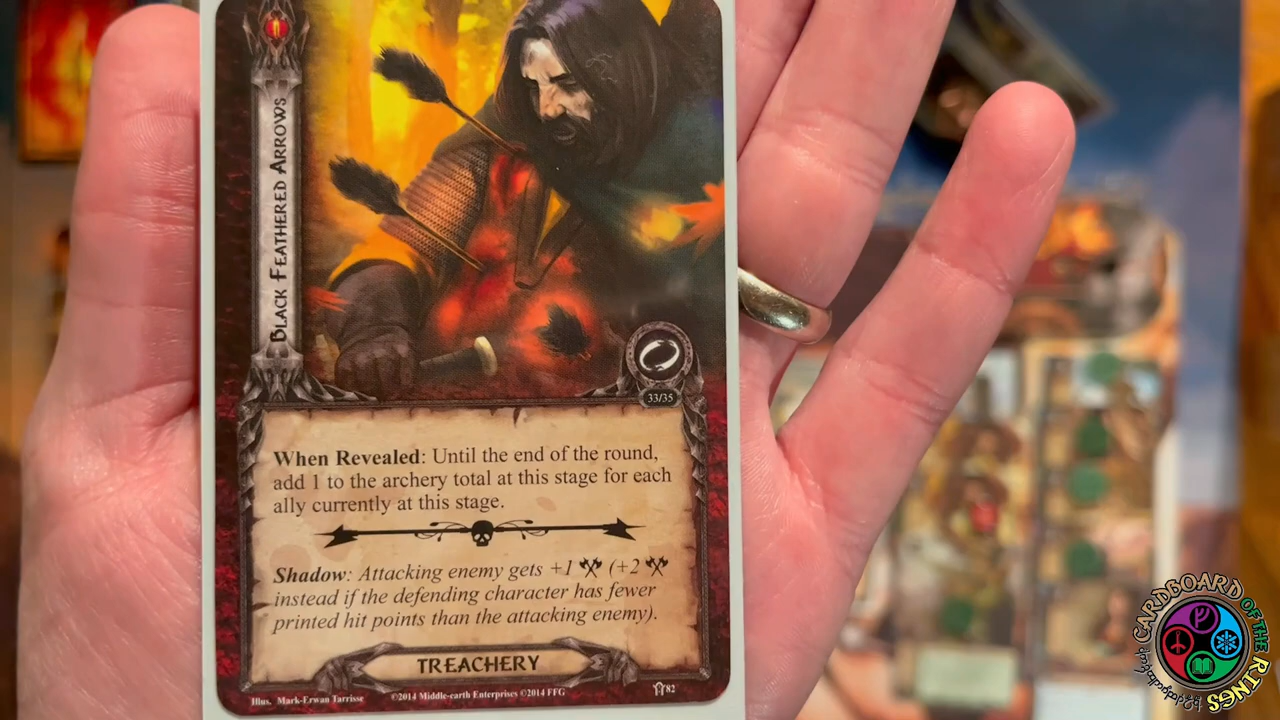 BLACK FEATHERED ARROWS
33/35
When Revealed: Until the end of the round,
add 1 to the archery total at this stage for each
ally currently at this stage.
Shadow: Attacking enemy gets +1 (+2
instead if the defending character has fewer
printed hit points than the attacking enemy).
TREACHERY
Illus. Mark-Erwan Tarrisse ©2014 Middle-earth Enterprises ©2014 FFG 82
CARDBOARD OF THE RINGS